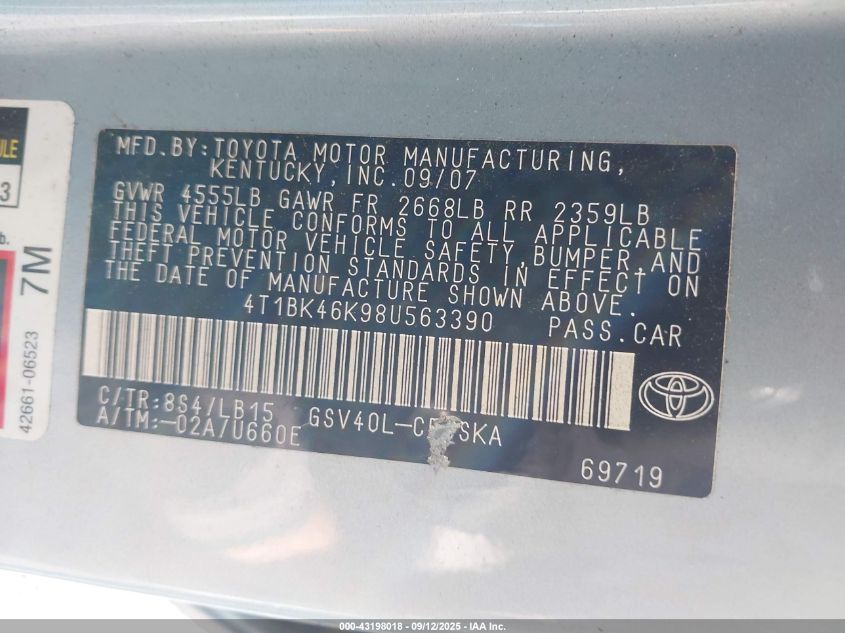 ULE
3
b.
7M
42661-06523
MFD.BY:TOYOTA MOTOR MANUFACTURING,
KENTUCKY,INC.09/07
GVWR 4555LB GAWR FR 2668LB RR 2359LB
THIS VEHICLE CONFORMS TO ALL APPLICABLE
FEDERAL MOTOR VEHICLE SAFETY,BUMPER,AND
THEFT PREVENTION STANDARDS IN EFFECT ON
THE DATE OF MANUFACTURE SHOWN ABOVE.
4T1BK46K98U563390 PASS.CAR
C/TR:8S4/LB15 GSV40L-
A/TM:-02A/U660E
69719
000-43198018 - 09/12/2025 - IAA Inc.